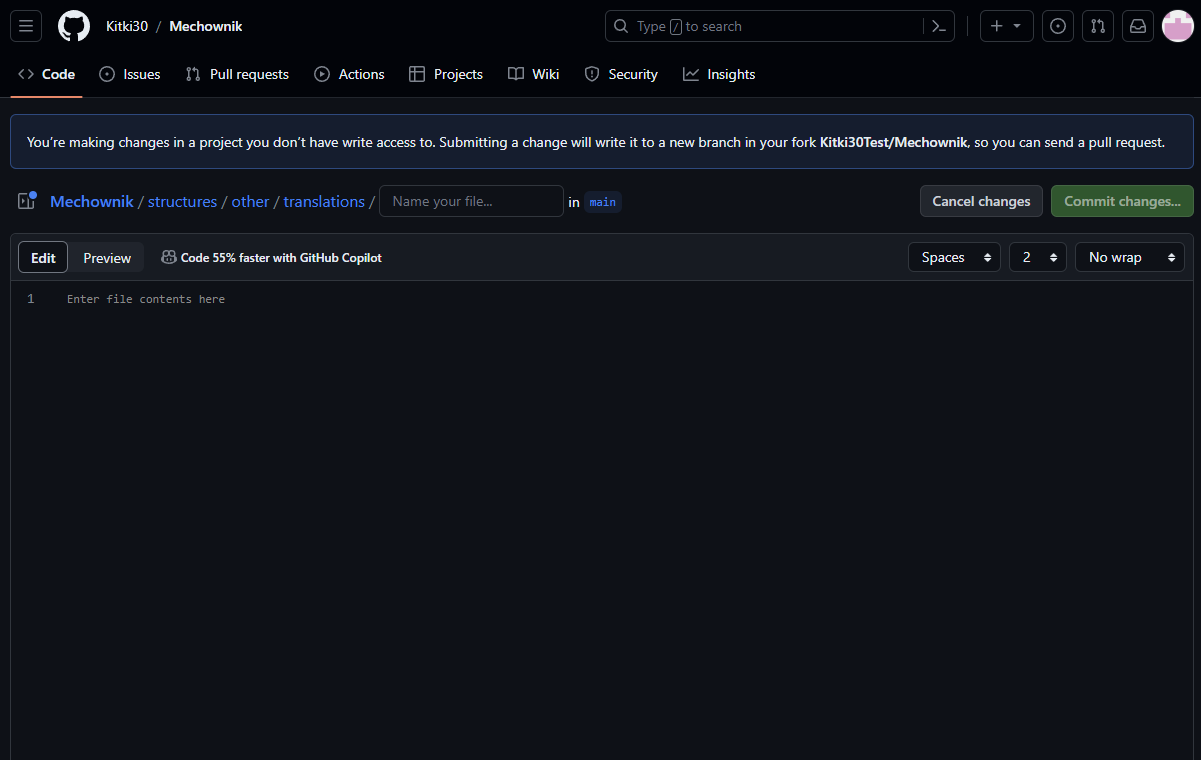 Kitki30 / Mechownik
Type / to search
Code Issues Pull requests Actions Projects Wiki Security Insights
You’re making changes in a project you don’t have write access to. Submitting a change will write it to a new branch in your fork Kitki30Test/Mechownik, so you can send a pull request.
Mechownik / structures / other / translations / Name your file... in main
Cancel changes Commit changes...
Edit Preview Code 55% faster with GitHub Copilot Spaces 2 No wrap
1 Enter file contents here